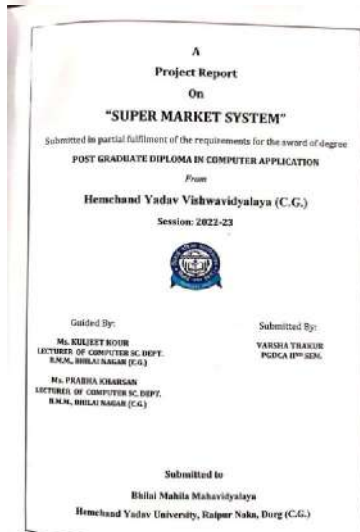 A
Project Report
On
"SUPER MARKET SYSTEM"
Submitted in partial fulfilment of the requirements for the award of degree
POST GRADUATE DIPLOMA IN COMPUTER APPLICATION
From
Hemchand Yadav Vishwavidyalaya (C.G.)
Session: 2022-23
Guided By:
Ms. KULJEET KOUR
LECTURER OF COMPUTER SC. DEPT.
B.M.M., BHILAI NAGAR (C.G.)
Ms. PRABHA KHARSAN
LECTURER OF COMPUTER SC. DEPT.
B.M.M., BHILAI NAGAR (C.G.)
Submitted By:
VARSHA THAKUR
PGDCA IIND SEM.
Submitted to
Bhilai Mahila Mahavidyalaya
Hemchand Yadav University, Raipur Naka, Durg (C.G.)